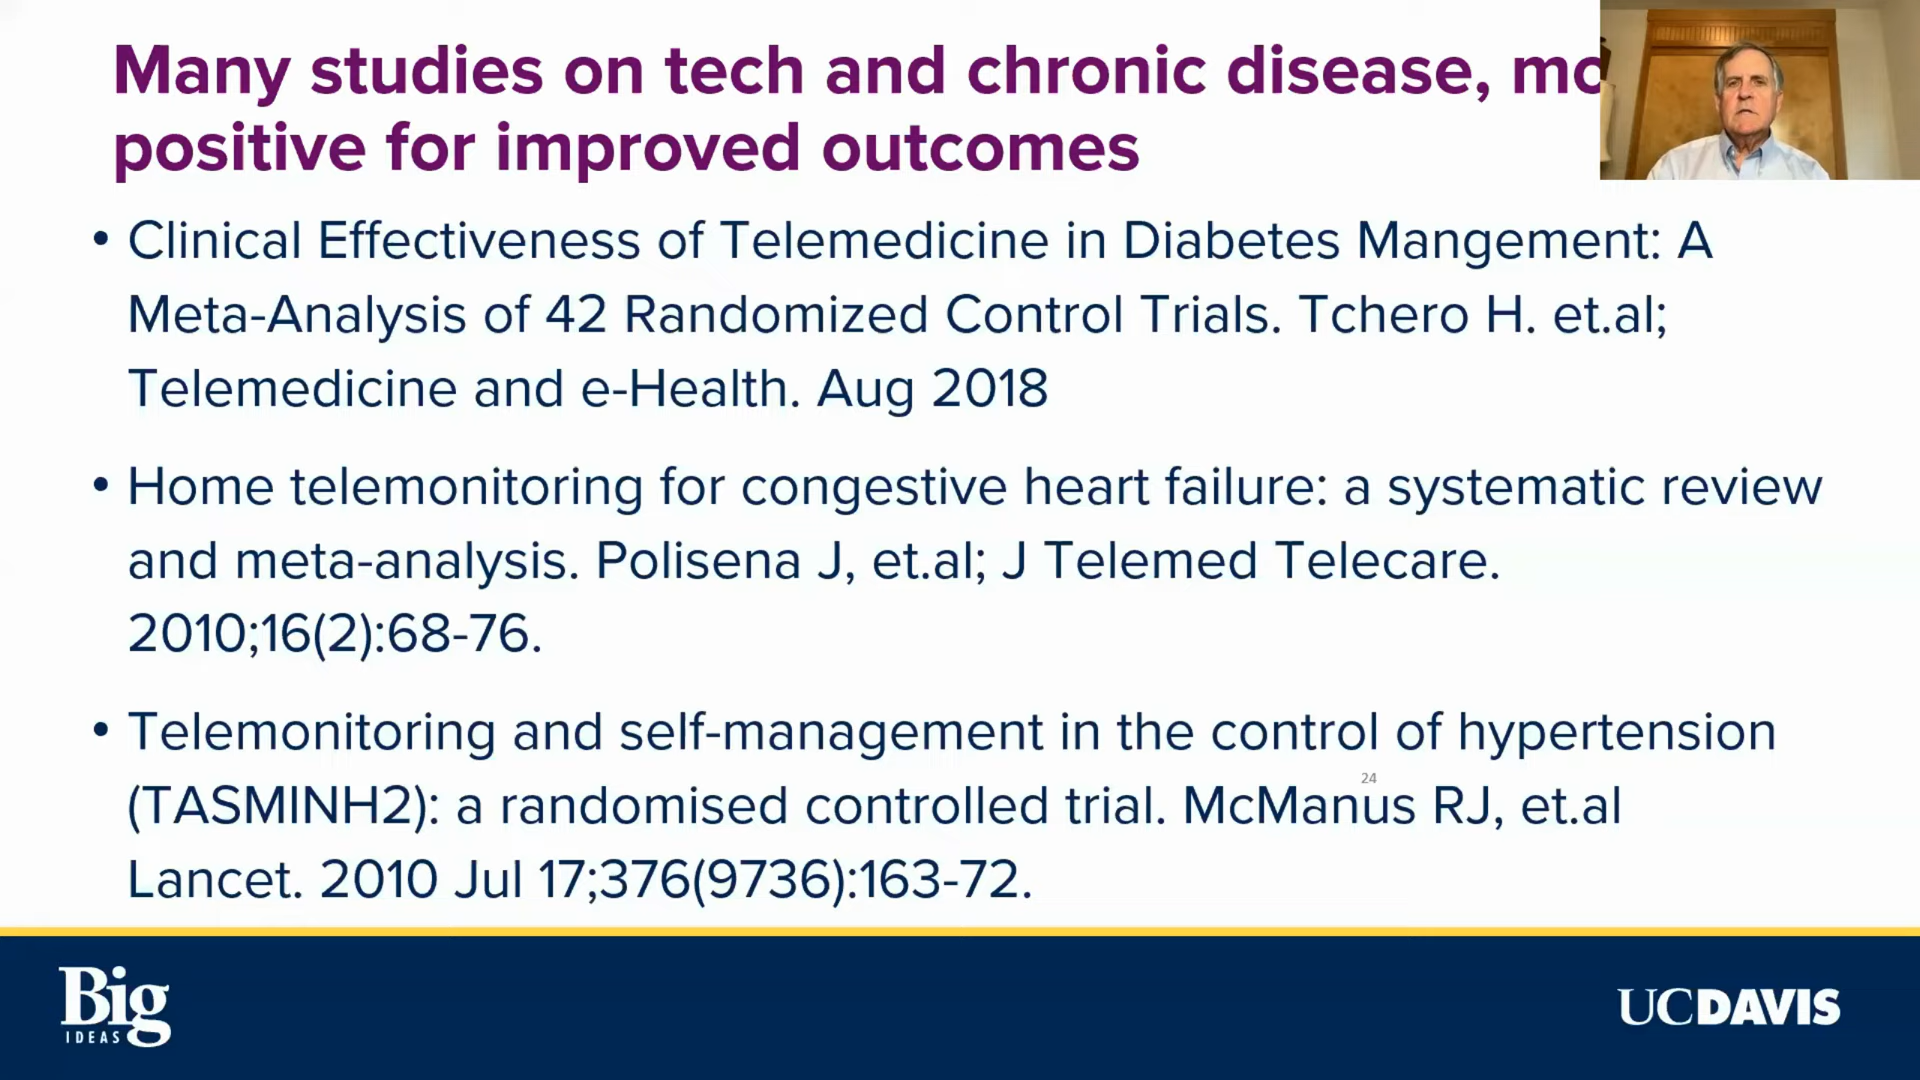 Many studies on tech and chronic disease,
positive for improved outcomes
• Clinical Effectiveness of Telemedicine in Diabetes Mangement: A
Meta-Analysis of 42 Randomized Control Trials. Tchero H. et.al;
Telemedicine and e-Health. Aug 2018
• Home telemonitoring for congestive heart failure: a systematic review
and meta-analysis. Polisena J, et.al; J Telemed Telecare.
2010;16(2):68-76.
• Telemonitoring and self-management in the control of hypertension
24
(TASMINH2): a randomised controlled trial. McManus RJ, et.al
Lancet. 2010 Jul 17;376(9736):163-72.
Big
IDEAS
UCDAVIS